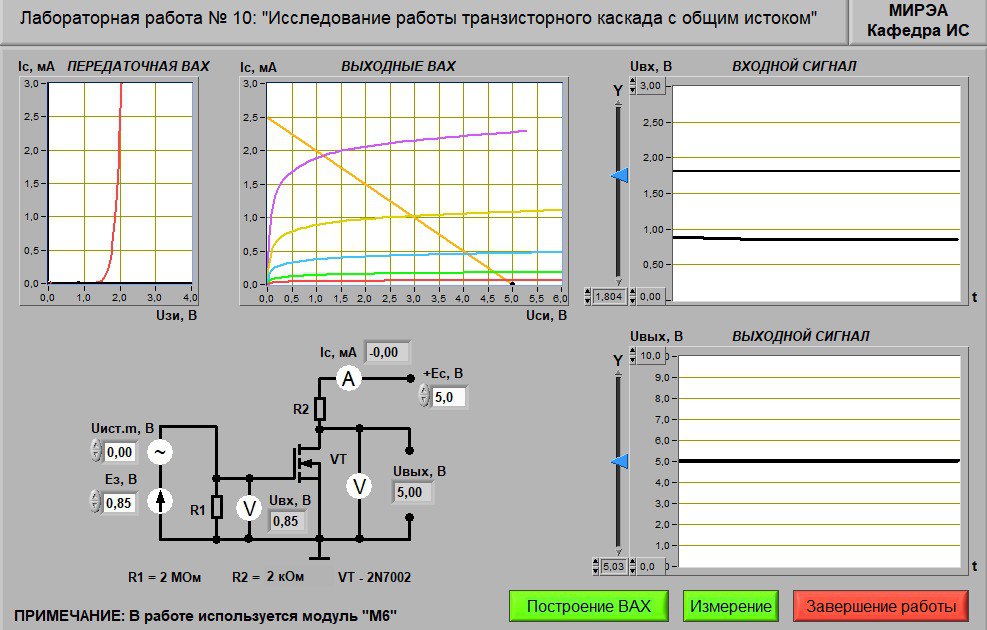 Лабораторная работа № 10: "Исследование работы транзисторного каскада с общим истоком"
МИРЭА
Кафедра ИС
Ic, мА ПЕРЕДАТОЧНАЯ ВАХ
3,0
2,5
2,0
1,5
1,0
0,5
0,0
0,0 1,0 2,0 3,0 4,0
Uзи, В
Ic, мА ВЫХОДНЫЕ ВАХ
3,0
2,5
2,0
1,5
1,0
0,5
0,0
0,0 0,5 1,0 1,5 2,0 2,5 3,0 3,5 4,0 4,5 5,0 5,5 6,0
Uси, В
Uвх, В ВХОДНОЙ СИГНАЛ
Y
3,00
2,50
2,00
1,50
1,00
0,50
1,804 0,00
t
Uвых, В ВЫХОДНОЙ СИГНАЛ
Y
10,0
9,0
8,0
7,0
6,0
5,0
4,0
3,0
2,0
1,0
5,03 0,0
t
Ic, мА -0,00
A
+Ec, В
5,0
R2
Uист.m, В
0,00
~
Eз, В
0,85
R1
V
Uвх, В
0,85
VT
V
Uвых, В
5,00
R1 = 2 МОм R2 = 2 кОм VT - 2N7002
ПРИМЕЧАНИЕ: В работе используется модуль "М6"
Построение ВАХ Измерение Завершение работы